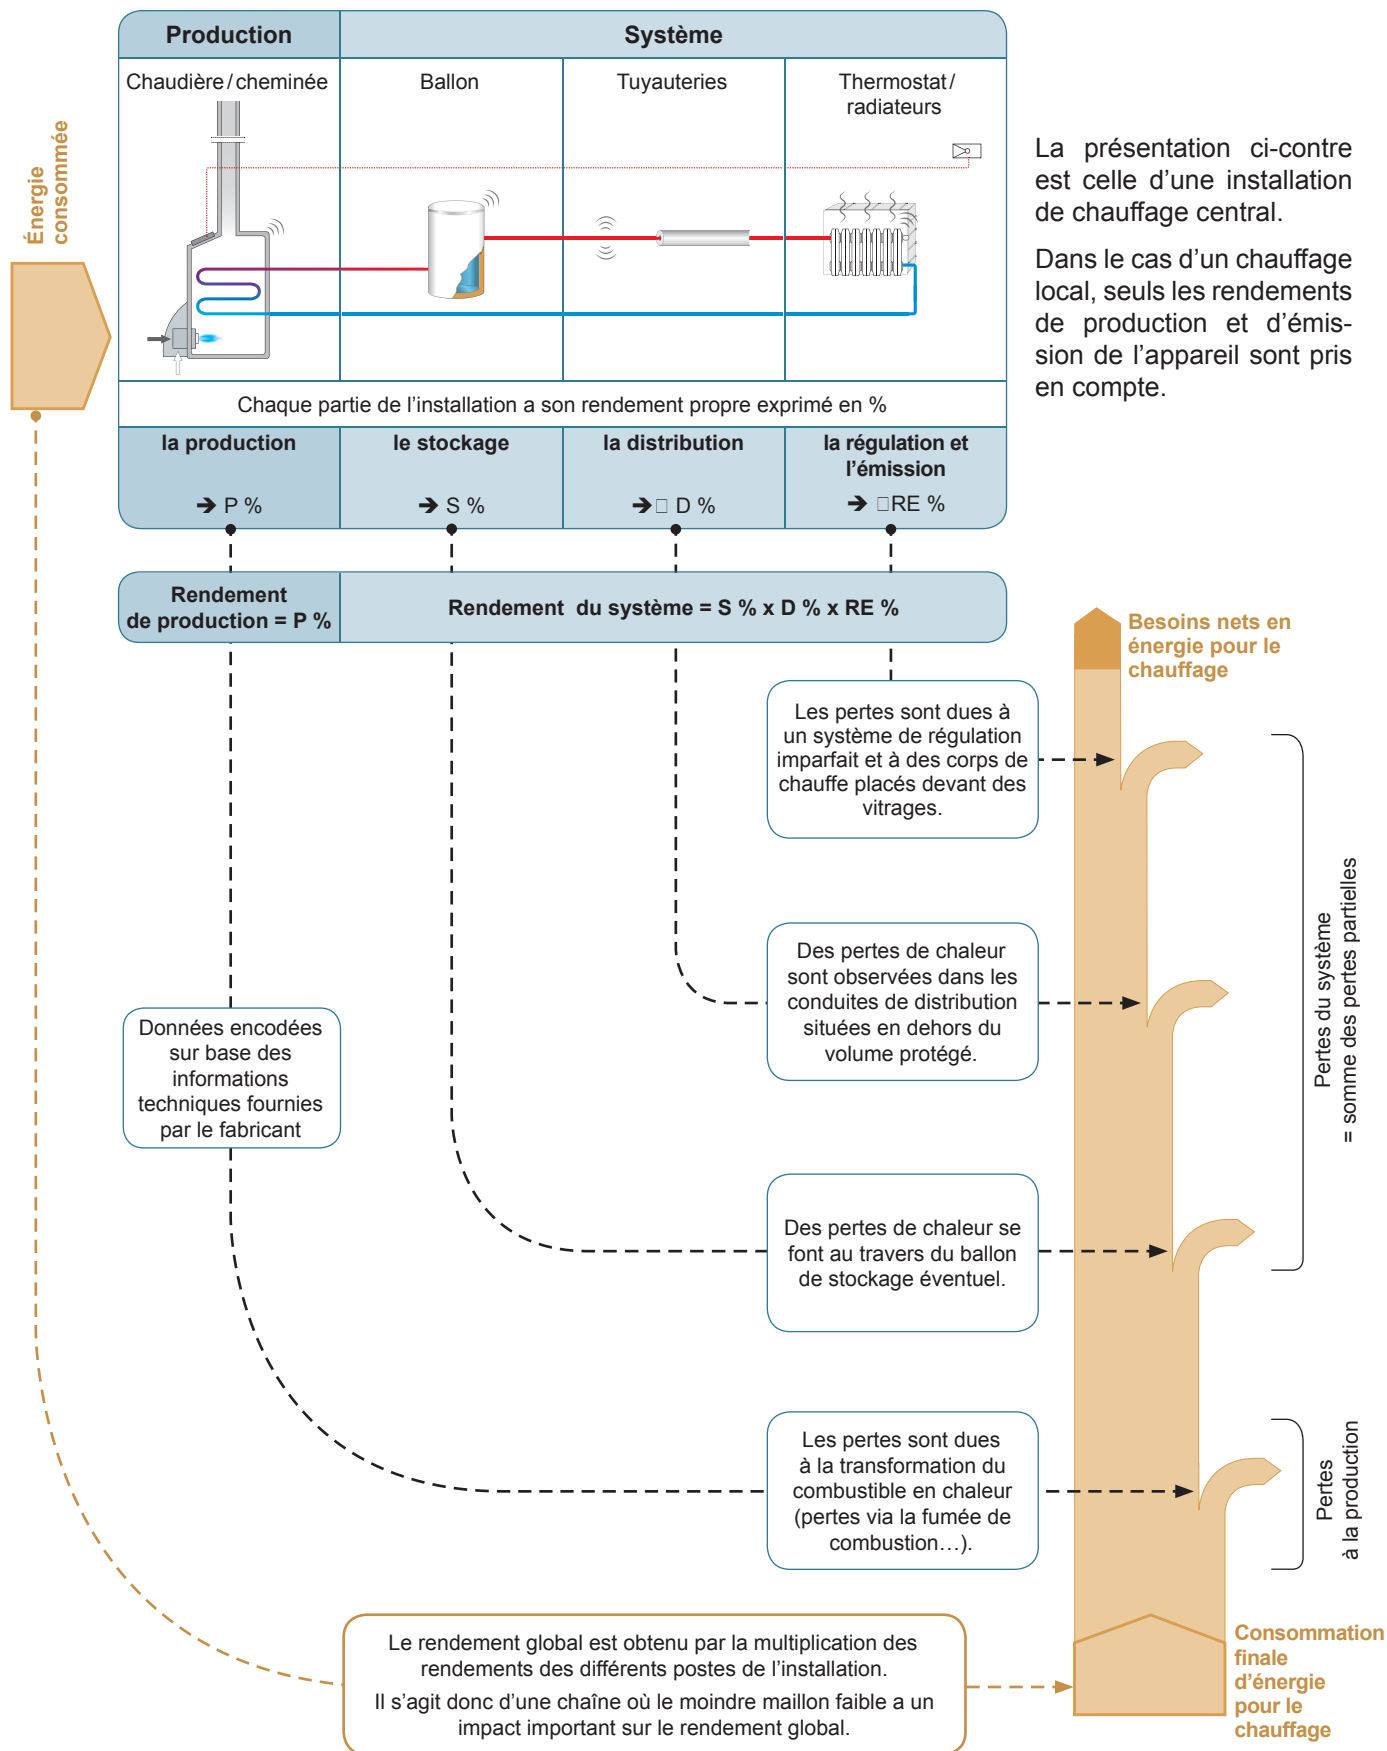 Production
Système
Chaudière / cheminée
Ballon
Tuyauteries
Thermostat /
radiateurs
Énergie
consommée
La présentation ci-contre
est celle d'une installation
de chauffage central.
Dans le cas d'un chauffage
local, seuls les rendements
de production et d'émis-
sion de l'appareil sont pris
en compte.
Chaque partie de l'installation a son rendement propre exprimé en %
la production
➔ P %
le stockage
➔ S %
la distribution
➔□ D %
la régulation et
l'émission
➔ □RE %
Rendement
de production = P %
Rendement du système = S % x D % x RE %
Besoins nets en
énergie pour le
chauffage
Les pertes sont dues à
un système de régulation
imparfait et à des corps de
chauffe placés devant des
vitrages.
Des pertes de chaleur
sont observées dans les
conduites de distribution
situées en dehors du
volume protégé.
Pertes du système
= somme des pertes partielles
Données encodées
sur base des
informations
techniques fournies
par le fabricant
Des pertes de chaleur se
font au travers du ballon
de stockage éventuel.
Les pertes sont dues
à la transformation du
combustible en chaleur
(pertes via la fumée de
combustion…).
Pertes
à la production
Le rendement global est obtenu par la multiplication des
rendements des différents postes de l'installation.
Il s'agit donc d'une chaîne où le moindre maillon faible a un
impact important sur le rendement global.
Consommation
finale
d'énergie
pour le
chauffage